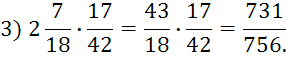 3) 2 7/18 · 17/42 = 43/18 · 17/42 = 731/756.